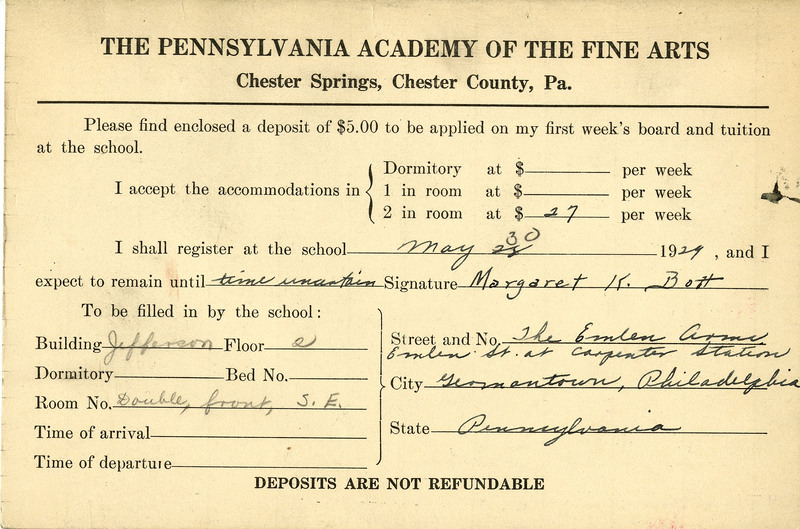 THE PENNSYLVANIA ACADEMY OF THE FINE ARTS
Chester Springs, Chester County, Pa.
Please find enclosed a deposit of $5.00 to be applied on my first week's board and tuition
at the school.
I accept the accommodations in { Dormitory at $ per week
1 in room at $ per week
2 in room at $ 27 per week
I shall register at the school May 30 1929, and I
expect to remain until time uncertain Signature Margaret K. Bott
To be filled in by the school:
Building Jefferson Floor 2
Dormitory Bed No.
Room No. Double, front, S. E.
Time of arrival
Time of departure
Street and No. The Emlen Arms
Emlen St. at Carpenter Station
City Germantown, Philadelphia
State Pennsylvania
DEPOSITS ARE NOT REFUNDABLE